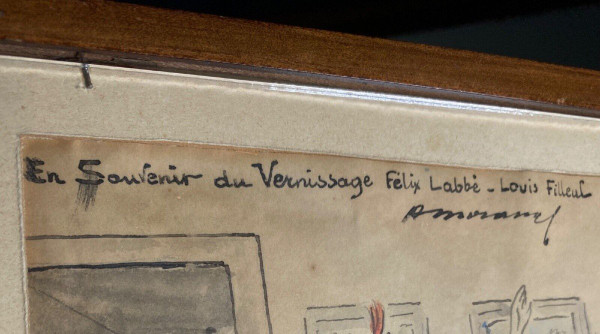 En Souvenir du Vernissage Félix Labbé - Louis Filleul